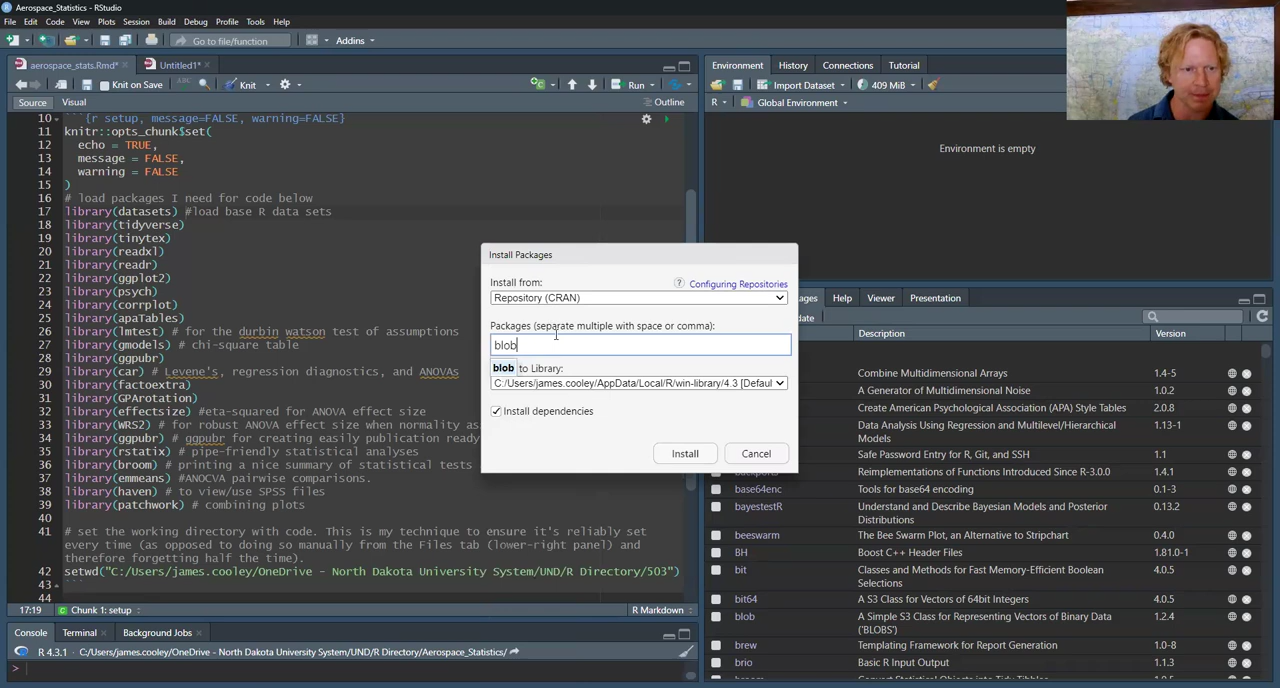 Aerospace_Statistics - RStudio
File Edit Code View Plots Session Build Debug Profile Tools Help
Go to file/function Addins
aerospace_stats.Rmd* Untitled1*
Knit on Save Knit Run
Source Visual Outline
10 ```{r setup, message=FALSE, warning=FALSE}
11 knitr::opts_chunk$set(
12 echo = TRUE,
13 message = FALSE,
14 warning = FALSE
15 )
16 # load packages I need for code below
17 library(datasets) #load base R data sets
18 library(tidyverse)
19 library(tinytex)
20 library(readxl)
21 library(readr)
22 library(ggplot2)
23 library(psych)
24 library(corrplot)
25 library(apaTables)
26 library(lmtest) # for the durbin watson test of assumptions
27 library(gmodels) # chi-square table
28 library(ggpubr)
29 library(car) # Levene's, regression diagnostics, and ANOVAs
30 library(factoextra)
31 library(GPArotation)
32 library(effectsize) #eta-squared for ANOVA effect size
33 library(WRS2) # for robust ANOVA effect size when normality as
34 library(ggpubr) # ggpubr for creating easily publication ready
35 library(rstatix) # pipe-friendly statistical analyses
36 library(broom) # printing a nice summary of statistical tests
37 library(emmeans) #ANOCVA pairwise comparisons.
38 library(haven) # to view/use SPSS files
39 library(patchwork) # combining plots
40
41 # set the working directory with code. This is my technique to ensure it's reliably set
every time (as opposed to doing so manually from the Files tab (lower-right panel) and
therefore forgetting half the time).
42 setwd("C:/Users/james.cooley/OneDrive - North Dakota University System/UND/R Directory/503")
43 ```
44
17:19 Chunk 1: setup R Markdown
Console Terminal Background Jobs
R 4.3.1 · C:/Users/james.cooley/OneDrive - North Dakota University System/UND/R Directory/Aerospace_Statistics/
>
Install Packages
Install from: ? Configuring Repositories
Repository (CRAN)
Packages (separate multiple with space or comma):
blob
blob to Library:
C:/Users/james.cooley/AppData/Local/R/win-library/4.3 [Defaul
Install dependencies
Install Cancel
Environment History Connections Tutorial
Import Dataset 409 MiB
R Global Environment
Environment is empty
ages Help Viewer Presentation
date
Description Version
Combine Multidimensional Arrays 1.4-5
A Generator of Multidimensional Noise 1.0.2
Create American Psychological Association (APA) Style Tables 2.0.8
Data Analysis Using Regression and Multilevel/Hierarchical 1.13-1
Models
Safe Password Entry for R, Git, and SSH 1.1
Reimplementations of Functions Introduced Since R-3.0.0 1.4.1
base64enc Tools for base64 encoding 0.1-3
bayestestR Understand and Describe Bayesian Models and Posterior 0.13.2
Distributions
beeswarm The Bee Swarm Plot, an Alternative to Stripchart 0.4.0
BH Boost C++ Header Files 1.81.0-1
bit Classes and Methods for Fast Memory-Efficient Boolean 4.0.5
Selections
bit64 A S3 Class for Vectors of 64bit Integers 4.0.5
blob A Simple S3 Class for Representing Vectors of Binary Data 1.2.4
('BLOBS')
brew Templating Framework for Report Generation 1.0-8
brio Basic R Input Output 1.1.3